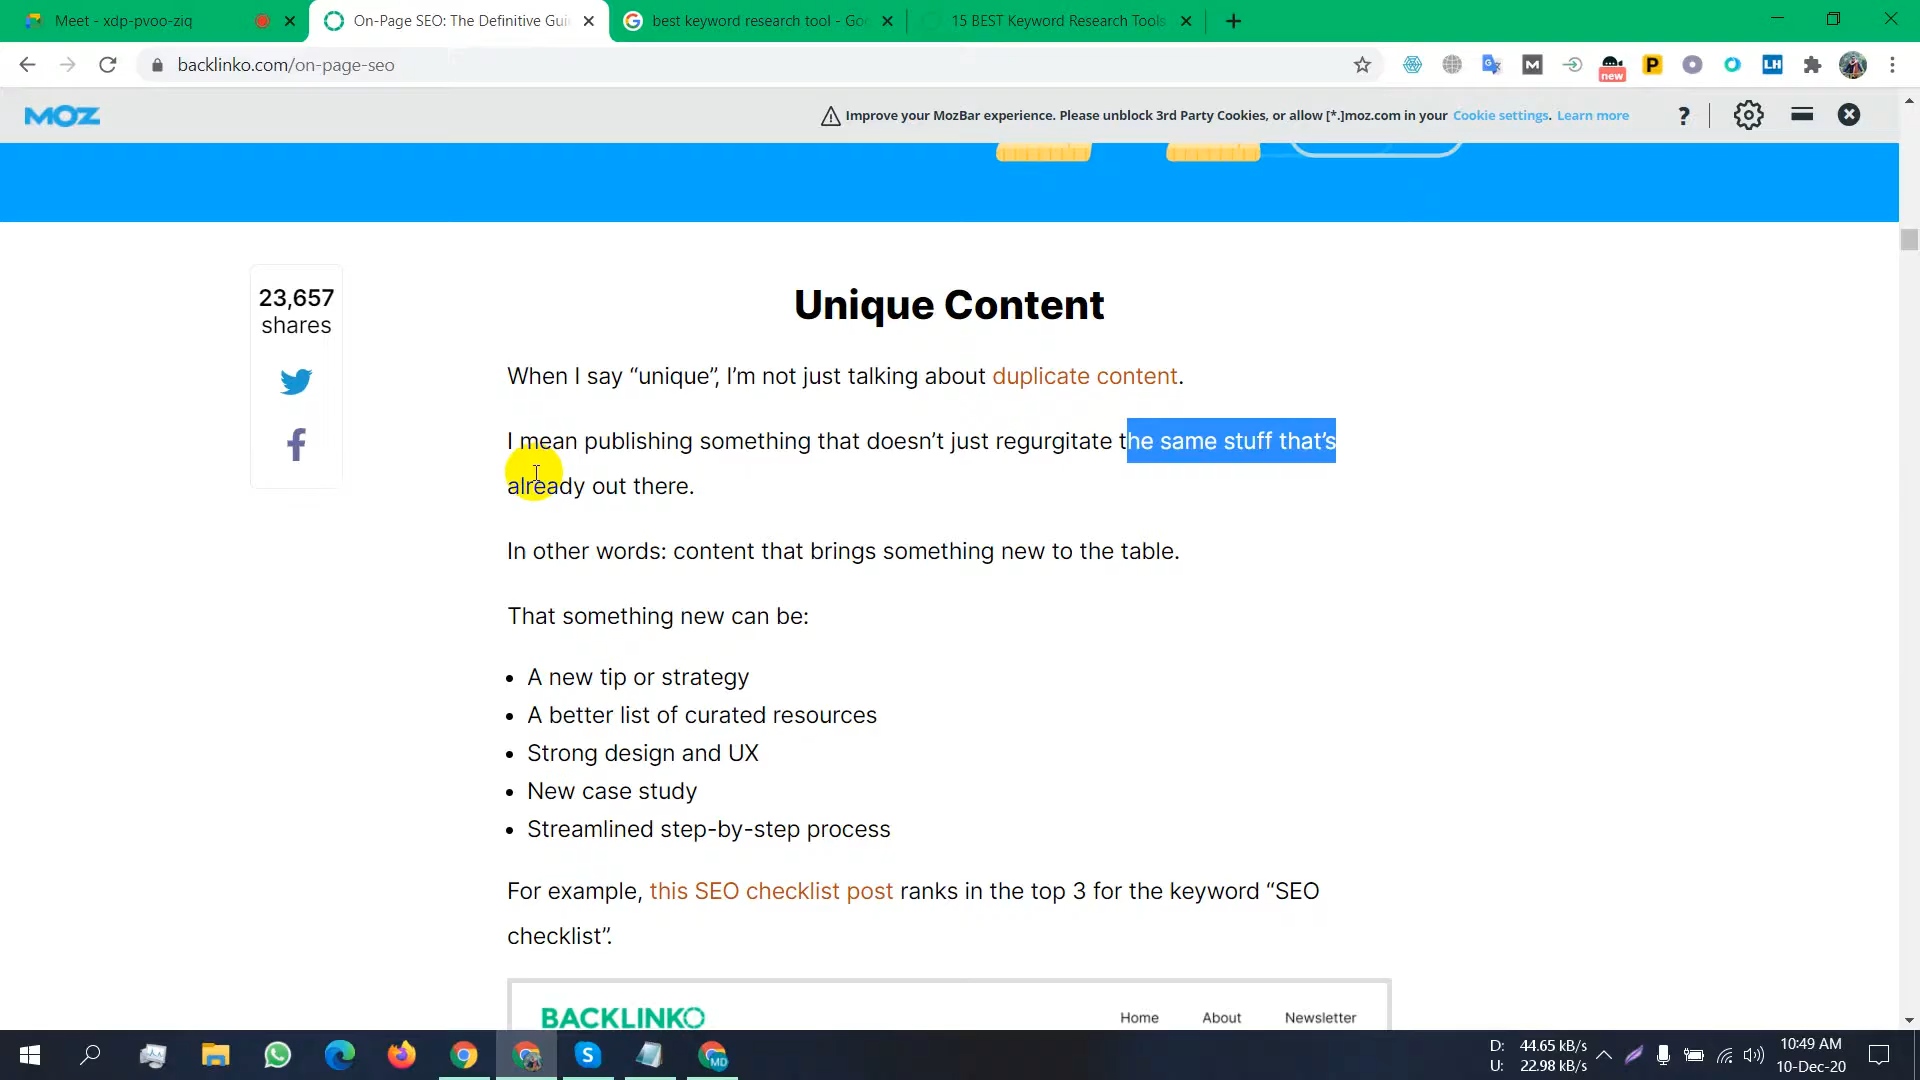 Meet - xdp-pvoo-ziq
On-Page SEO: The Definitive Gui
best keyword research tool - Goo
15 BEST Keyword Research Tools
backlinko.com/on-page-seo
new
MOZ
Improve your MozBar experience. Please unblock 3rd Party Cookies, or allow [*.]moz.com in your Cookie settings. Learn more
?
23,657
shares
Unique Content
When I say “unique”, I’m not just talking about duplicate content.
I mean publishing something that doesn’t just regurgitate the same stuff that’s
already out there.
In other words: content that brings something new to the table.
That something new can be:
• A new tip or strategy
• A better list of curated resources
• Strong design and UX
• New case study
• Streamlined step-by-step process
For example, this SEO checklist post ranks in the top 3 for the keyword “SEO
checklist”.
BACKLINKO
Home About Newsletter
D: 44.65 kB/s
U: 22.98 kB/s
10:49 AM
10-Dec-20